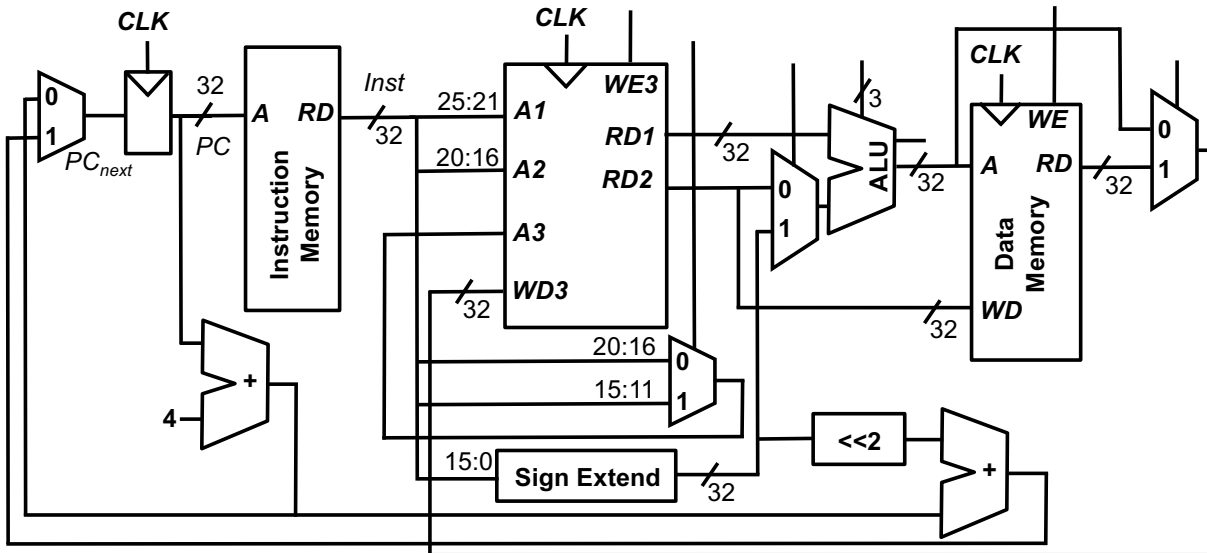 CLK
0
1
PCnext
32
PC
A
RD
Instruction
Memory
Inst
32
CLK
WE3
25:21
A1
20:16
A2
A3
32
WD3
RD1
32
RD2
0
1
3
ALU
32
CLK
WE
A
RD
32
Data
Memory
32
WD
0
1
4
+
20:16
0
15:11
1
15:0
Sign Extend
32
<<2
+